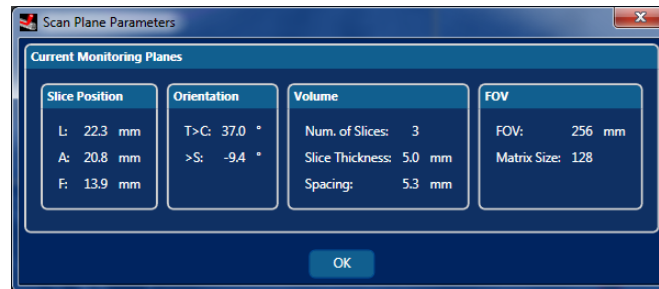 Scan Plane Parameters
Current Monitoring Planes
Slice Position
L: 22.3 mm
A: 20.8 mm
F: 13.9 mm
Orientation
T>C: 37.0 °
>S: -9.4 °
Volume
Num. of Slices: 3
Slice Thickness: 5.0 mm
Spacing: 5.3 mm
FOV
FOV: 256 mm
Matrix Size: 128
OK